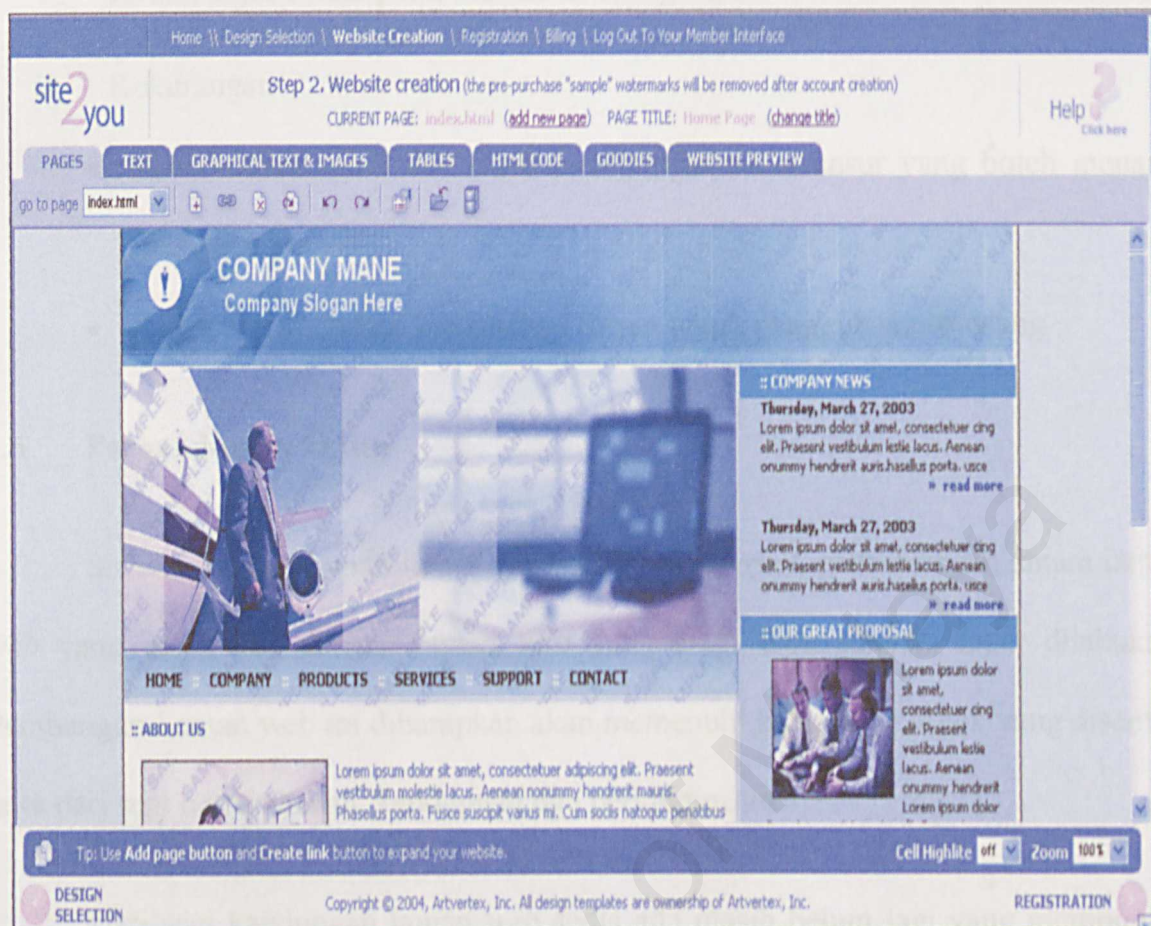 Home \\ Design Selection \ Website Creation \ Registration \ Billing \ Log Out To Your Member Interface
site2you
Step 2. Website creation (the pre-purchase "sample" watermarks will be removed after account creation)
CURRENT PAGE: index.html (add new page) PAGE TITLE: Home Page (change title)
Help
Click here
PAGES TEXT GRAPHICAL TEXT & IMAGES TABLES HTML CODE GOODIES WEBSITE PREVIEW
go to page index.html
COMPANY MANE
Company Slogan Here
:: COMPANY NEWS
Thursday, March 27, 2003
Lorem ipsum dolor sit amet, consectetuer cing
elit. Praesent vestibulum lestie lacus. Aenean
onummy hendrerit auris.hasellus porta. usce
» read more
Thursday, March 27, 2003
Lorem ipsum dolor sit amet, consectetuer cing
elit. Praesent vestibulum lestie lacus. Aenean
onummy hendrerit auris.hasellus porta. usce
» read more
:: OUR GREAT PROPOSAL
Lorem ipsum dolor
sit amet,
consectetuer cing
elit. Praesent
vestibulum lestie
lacus. Aenean
onummy hendrerit
Lorem ipsum dolor
HOME :: COMPANY :: PRODUCTS :: SERVICES :: SUPPORT :: CONTACT
:: ABOUT US
Lorem ipsum dolor sit amet, consectetuer adipiscing elit. Praesent
vestibulum molestie lacus. Aenean nonummy hendrerit mauris.
Phasellus porta. Fusce suscipit varius mi. Cum sociis natoque penatibus
SAMPLE
Tip: Use Add page button and Create link button to expand your website.
Cell Highlite off Zoom 100%
DESIGN
SELECTION
Copyright © 2004, Artvertex, Inc. All design templates are ownership of Artvertex, Inc.
REGISTRATION